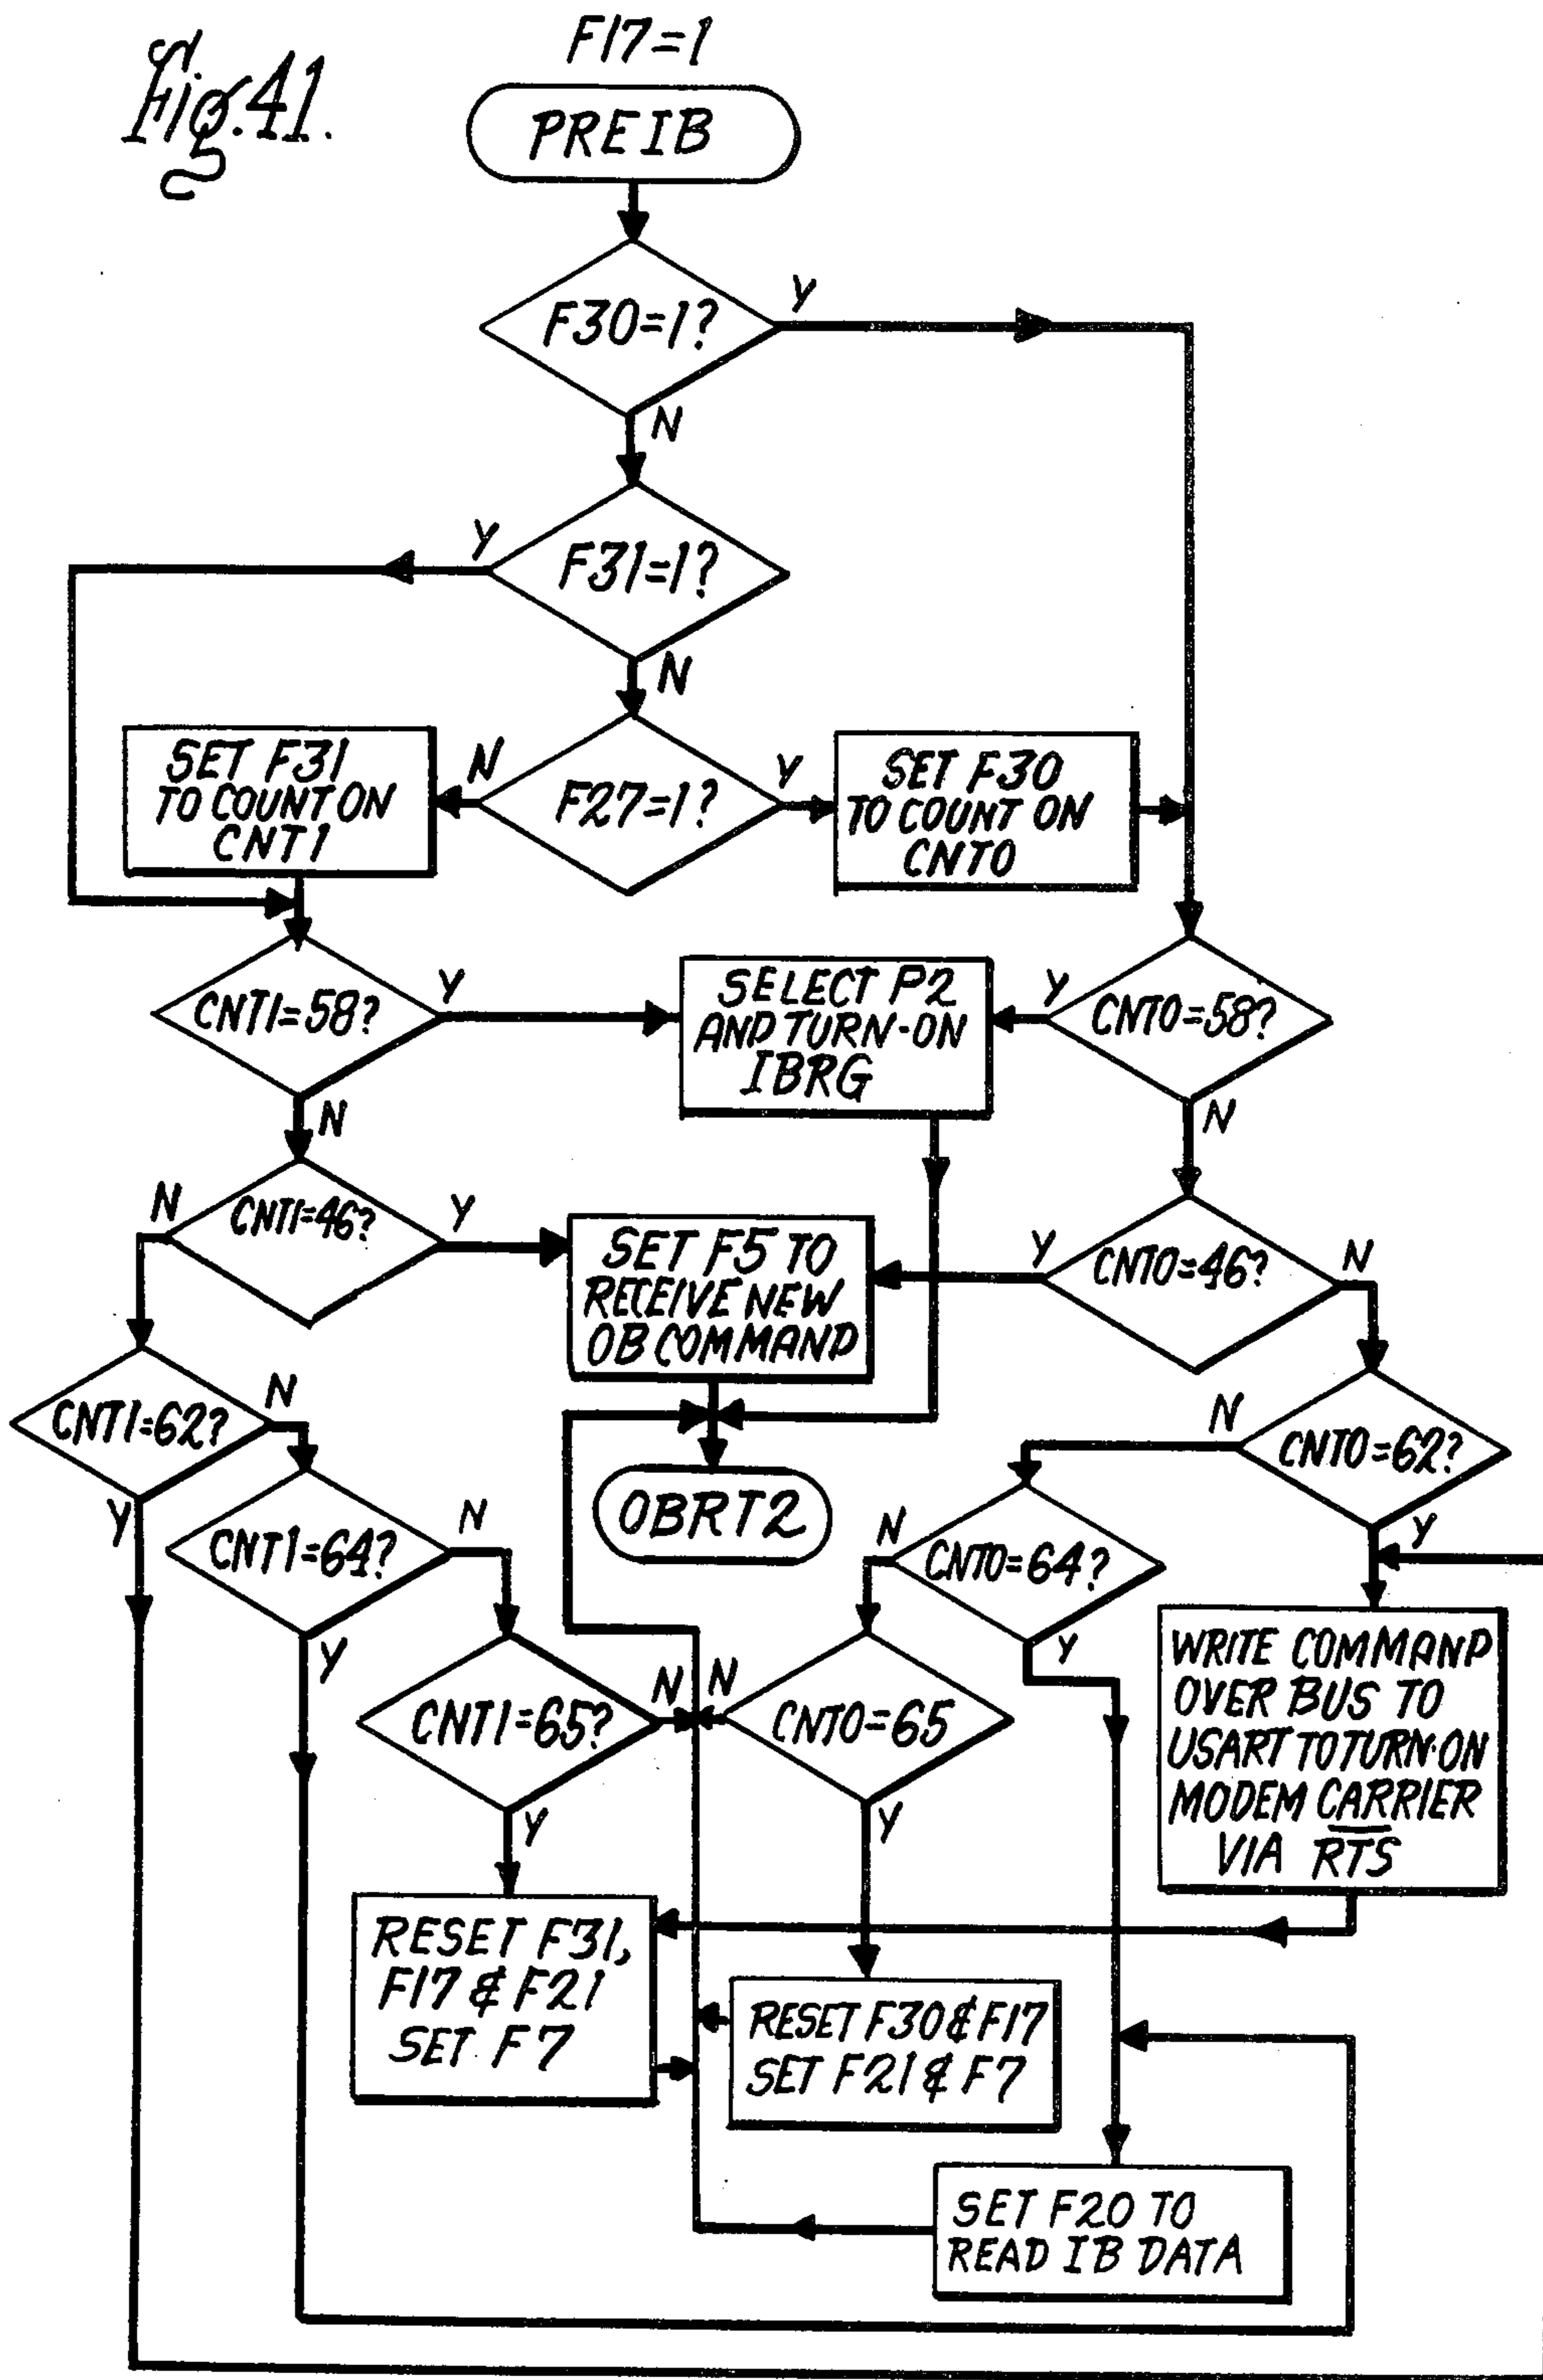 Fig. 41.
F17=1
PREIB
F30=1?
Y
N
F31=1?
Y
N
SET F31
TO COUNT ON
CNT1
N
F27=1?
Y
SET F30
TO COUNT ON
CNT0
CNT1=58?
Y
N
SELECT P2
AND TURN-ON
IBRG
Y
CNT0=58?
N
N
CNT1=46?
Y
SET F5 TO
RECEIVE NEW
OB COMMAND
Y
CNT0=46?
N
CNT1=62?
N
Y
OBRT2
N
CNT0=62?
Y
CNT1=64?
N
Y
N
CNT0=64?
Y
CNT1=65?
N
Y
N
CNT0=65
Y
WRITE COMMAND
OVER BUS TO
USART TO TURN-ON
MODEM CARRIER
VIA R̅T̅S̅
RESET F31,
F17 & F21
SET F7
RESET F30 & F17
SET F21 & F7
SET F20 TO
READ IB DATA